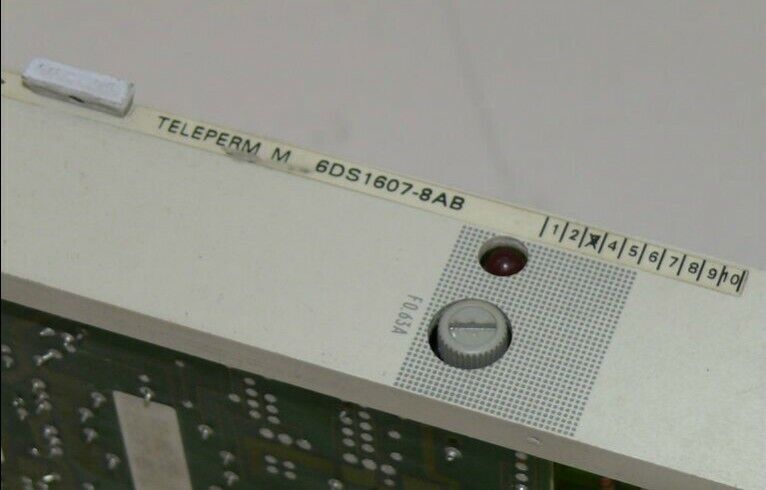 TELEPERM M 6DS1607-8AB
1 2 4 5 6 7 8 9 10
F0,63A